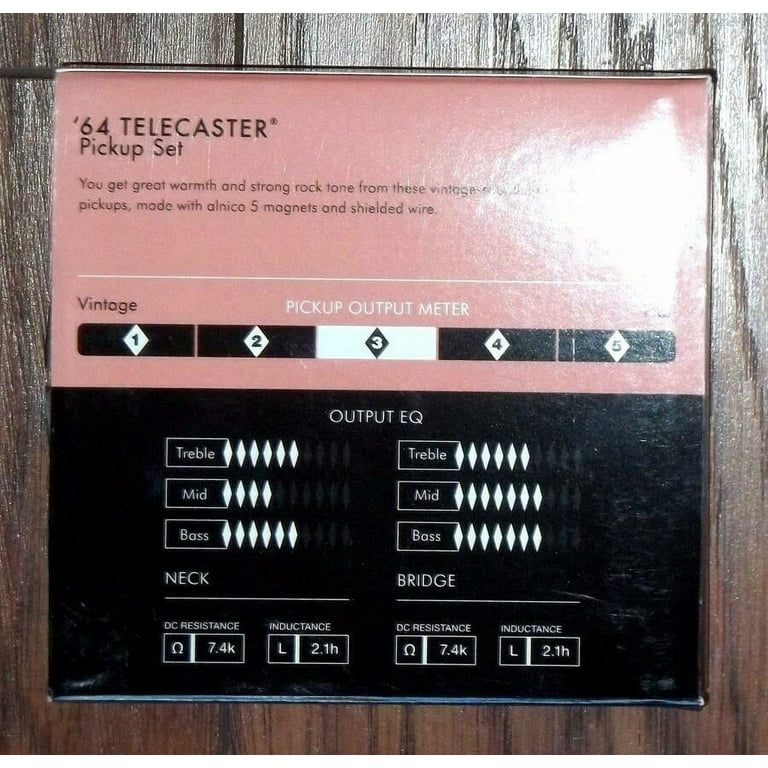 '64 TELECASTER®
Pickup Set
You get great warmth and strong rock tone from these
pickups, made with alnico 5 magnets and shielded wire.
Vintage PICKUP OUTPUT METER
1 2 3 4 5
OUTPUT EQ
Treble Treble
Mid Mid
Bass Bass
NECK BRIDGE
DC RESISTANCE INDUCTANCE DC RESISTANCE INDUCTANCE
Ω 7.4k L 2.1h Ω 7.4k L 2.1h